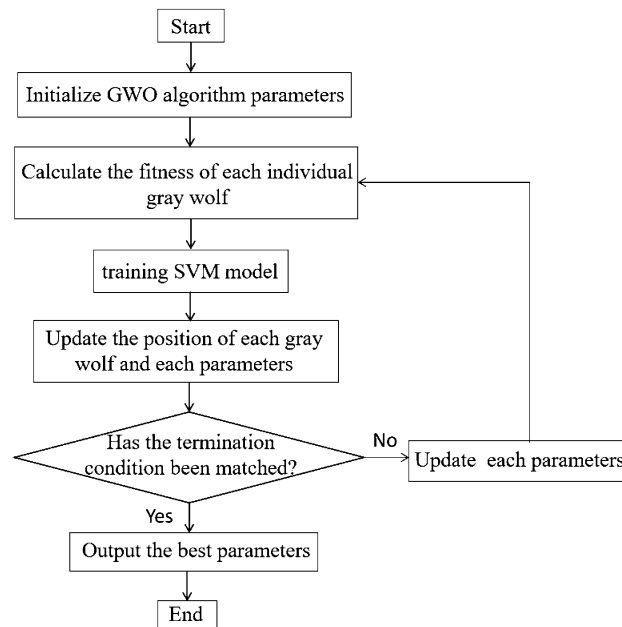 Start
Initialize GWO algorithm parameters
Calculate the fitness of each individual
gray wolf
training SVM model
Update the position of each gray
wolf and each parameters
Has the termination
condition been matched?
No
Update each parameters
Yes
Output the best parameters
End